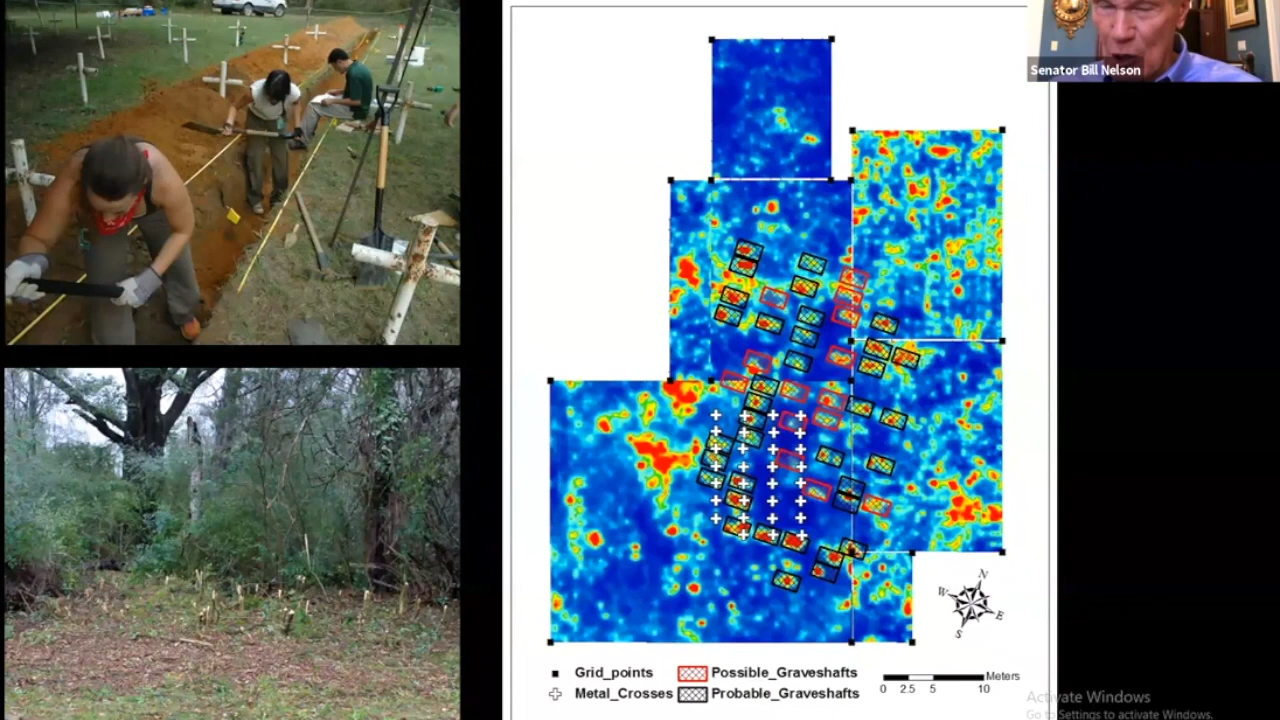 Senator Bill Nelson
N
W
E
S
Grid_points
Possible_Graveshafts
Metal_Crosses
Probable_Graveshafts
Meters
0 2.5 5 10
Activate Windows
Go to Settings to activate Windows.